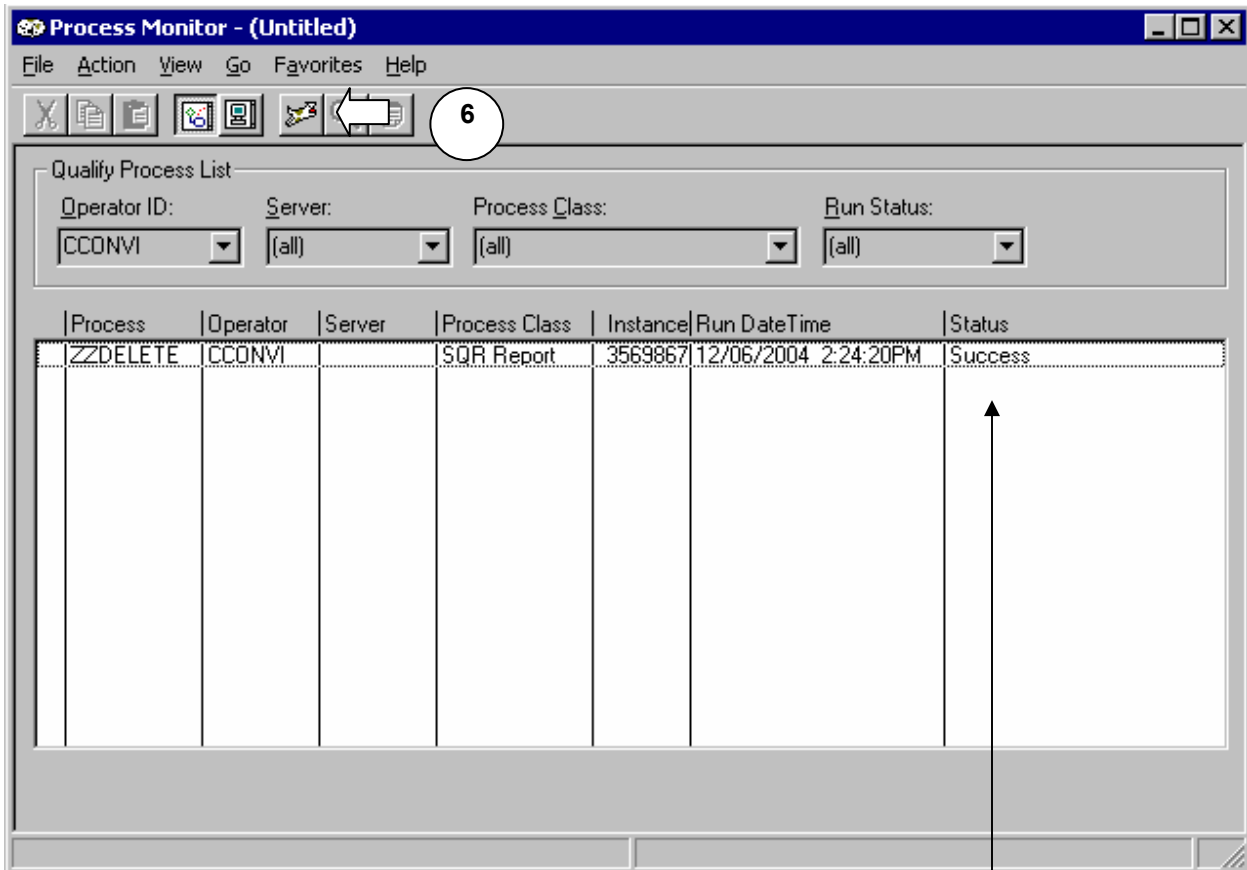 Process Monitor - (Untitled)
File Action View Go Favorites Help
6
Qualify Process List
Operator ID: Server: Process Class: Run Status:
CCONVI (all) (all) (all)
Process Operator Server Process Class Instance Run DateTime Status
ZZDELETE CCONVI SQR Report 3569867 12/06/2004 2:24:20PM Success